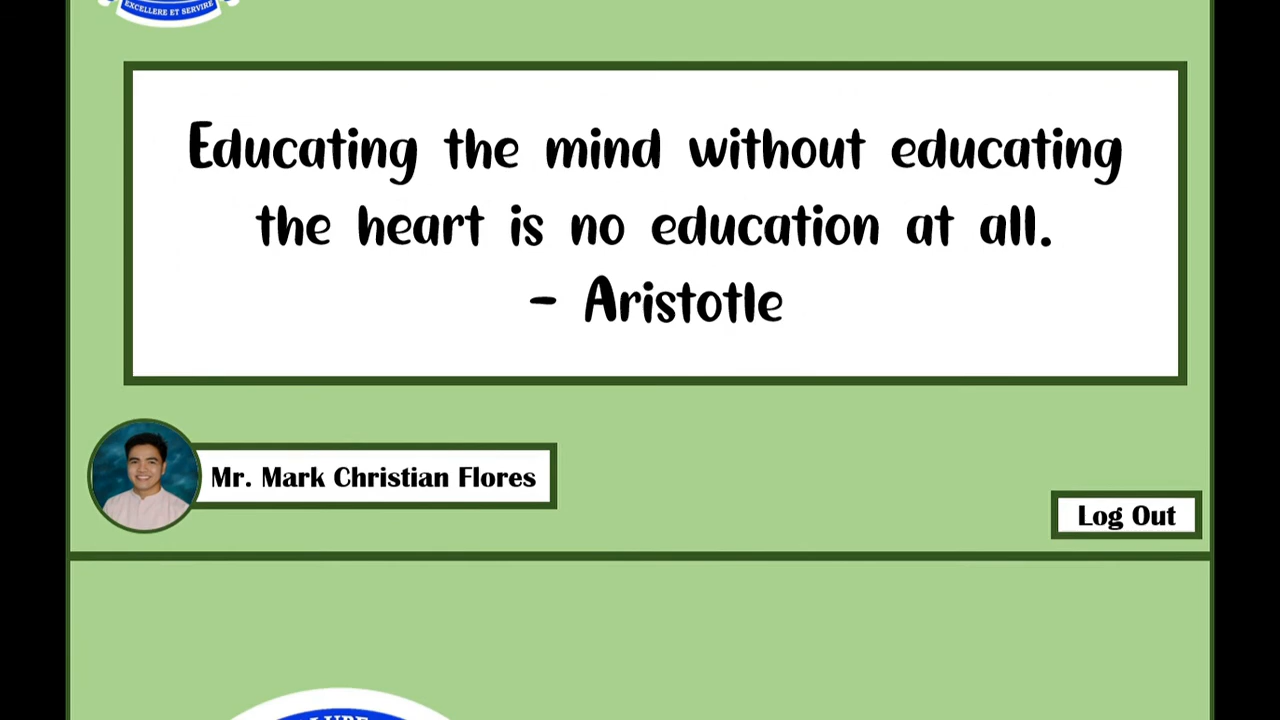 EXCELLERE ET SERVIRE
Educating the mind without educating
the heart is no education at all.
- Aristotle
Mr. Mark Christian Flores
Log Out